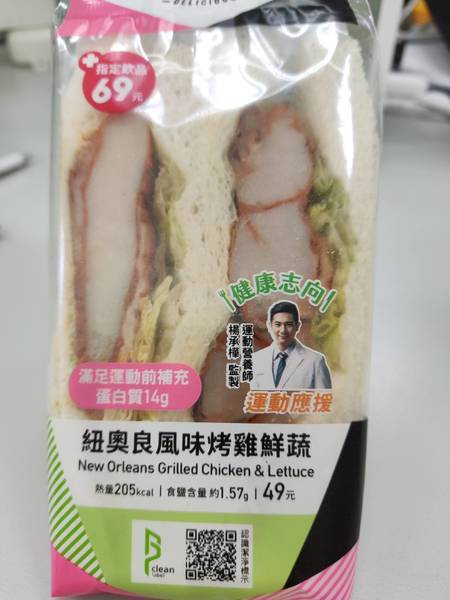 DELICIOUS
+指定飲品
69元
健康志向
運動營養師
楊承樺 監製
運動應援
滿足運動前補充
蛋白質14g
紐奧良風味烤雞鮮蔬
New Orleans Grilled Chicken & Lettuce
熱量205kcal | 食鹽含量 約1.57g | 49元
clean
label
認識潔淨標示